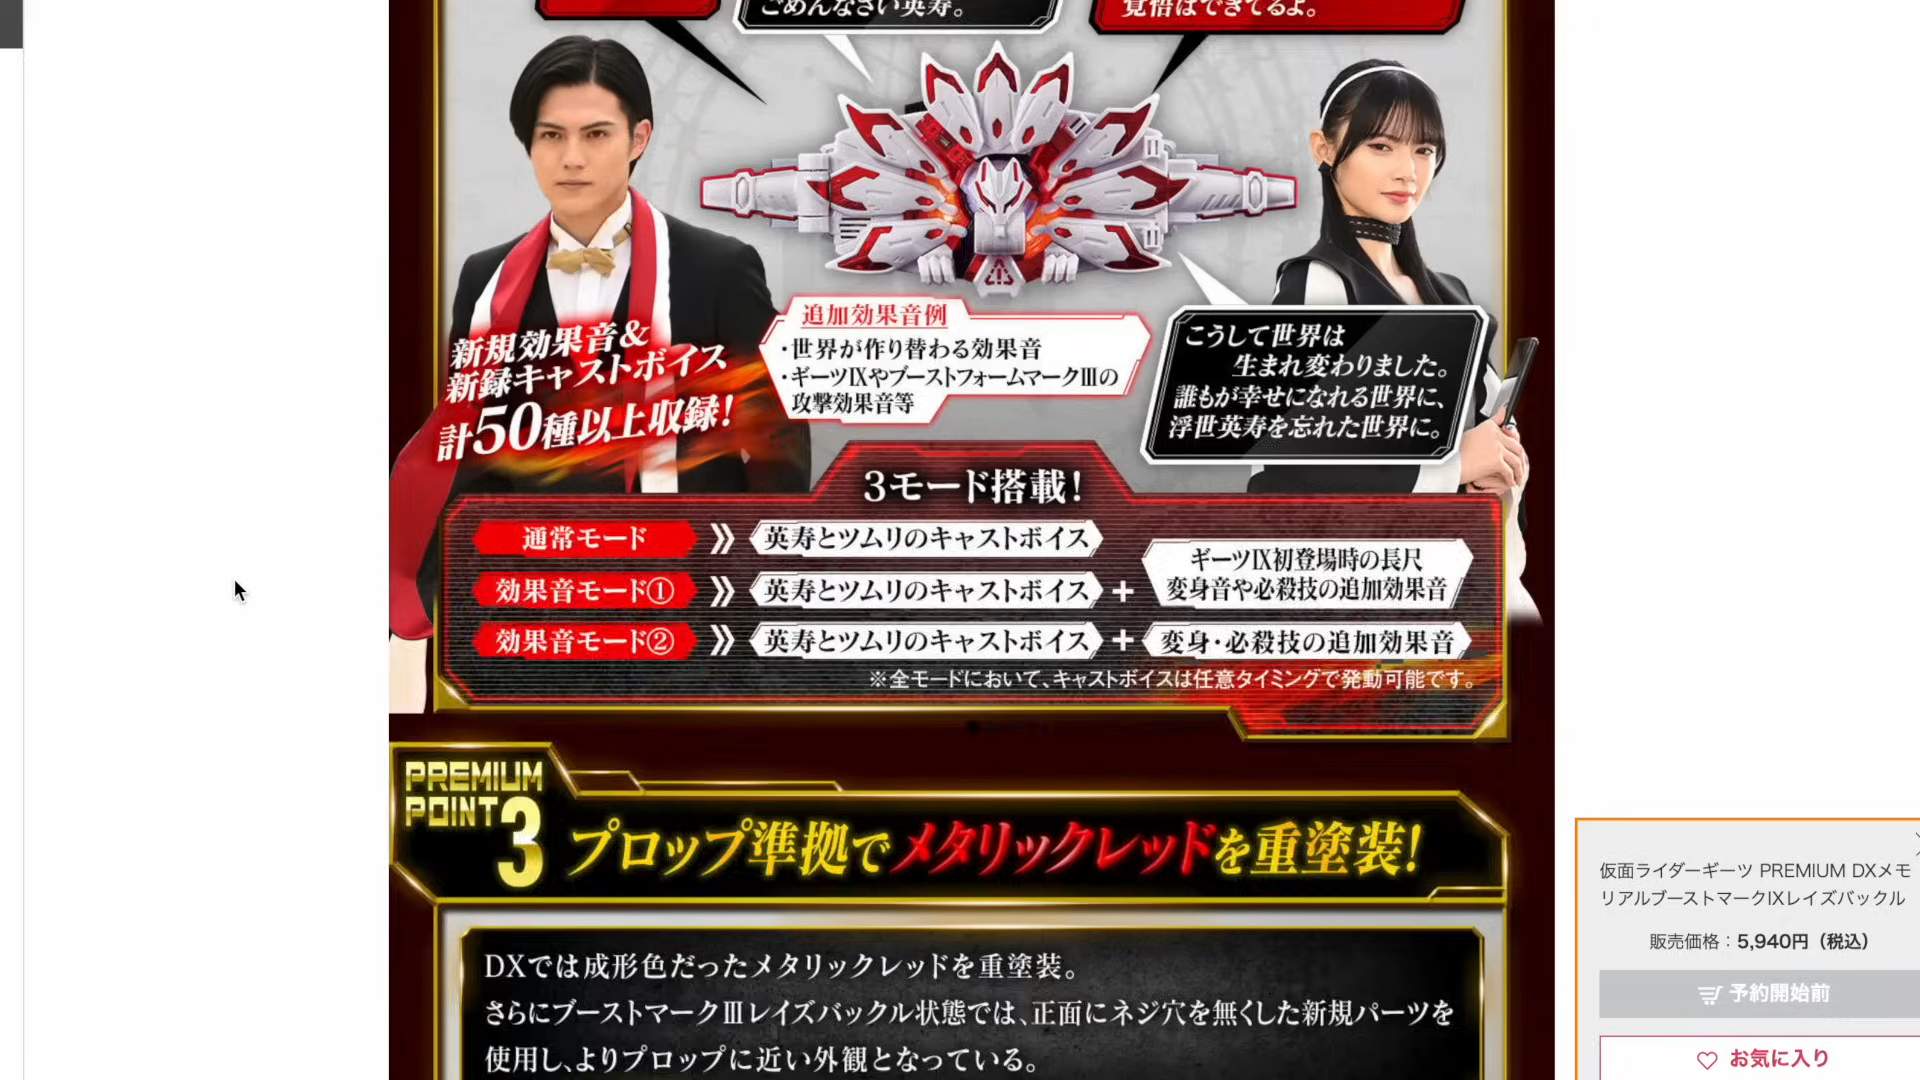 ごめんなさい英寿。
覚悟はできてるよ。
新規効果音&
新録キャストボイス
計50種以上収録!
追加効果音例
・世界が作り替わる効果音
・ギーツⅨやブーストフォームマークⅢの
攻撃効果音等
こうして世界は
生まれ変わりました。
誰もが幸せになれる世界に、
浮世英寿を忘れた世界に。
3モード搭載!
通常モード
英寿とツムリのキャストボイス
効果音モード①
英寿とツムリのキャストボイス
+
ギーツⅨ初登場時の長尺
変身音や必殺技の追加効果音
効果音モード②
英寿とツムリのキャストボイス
+
変身・必殺技の追加効果音
※全モードにおいて、キャストボイスは任意タイミングで発動可能です。
PREMIUM
POINT 3
プロップ準拠でメタリックレッドを重塗装!
DXでは成形色だったメタリックレッドを重塗装。
さらにブーストマークⅢレイズバックル状態では、正面にネジ穴を無くした新規パーツを
使用し、よりプロップに近い外観となっている。
仮面ライダーギーツ PREMIUM DXメモ
リアルブーストマークIXレイズバックル
販売価格:5,940円(税込)
予約開始前
お気に入り